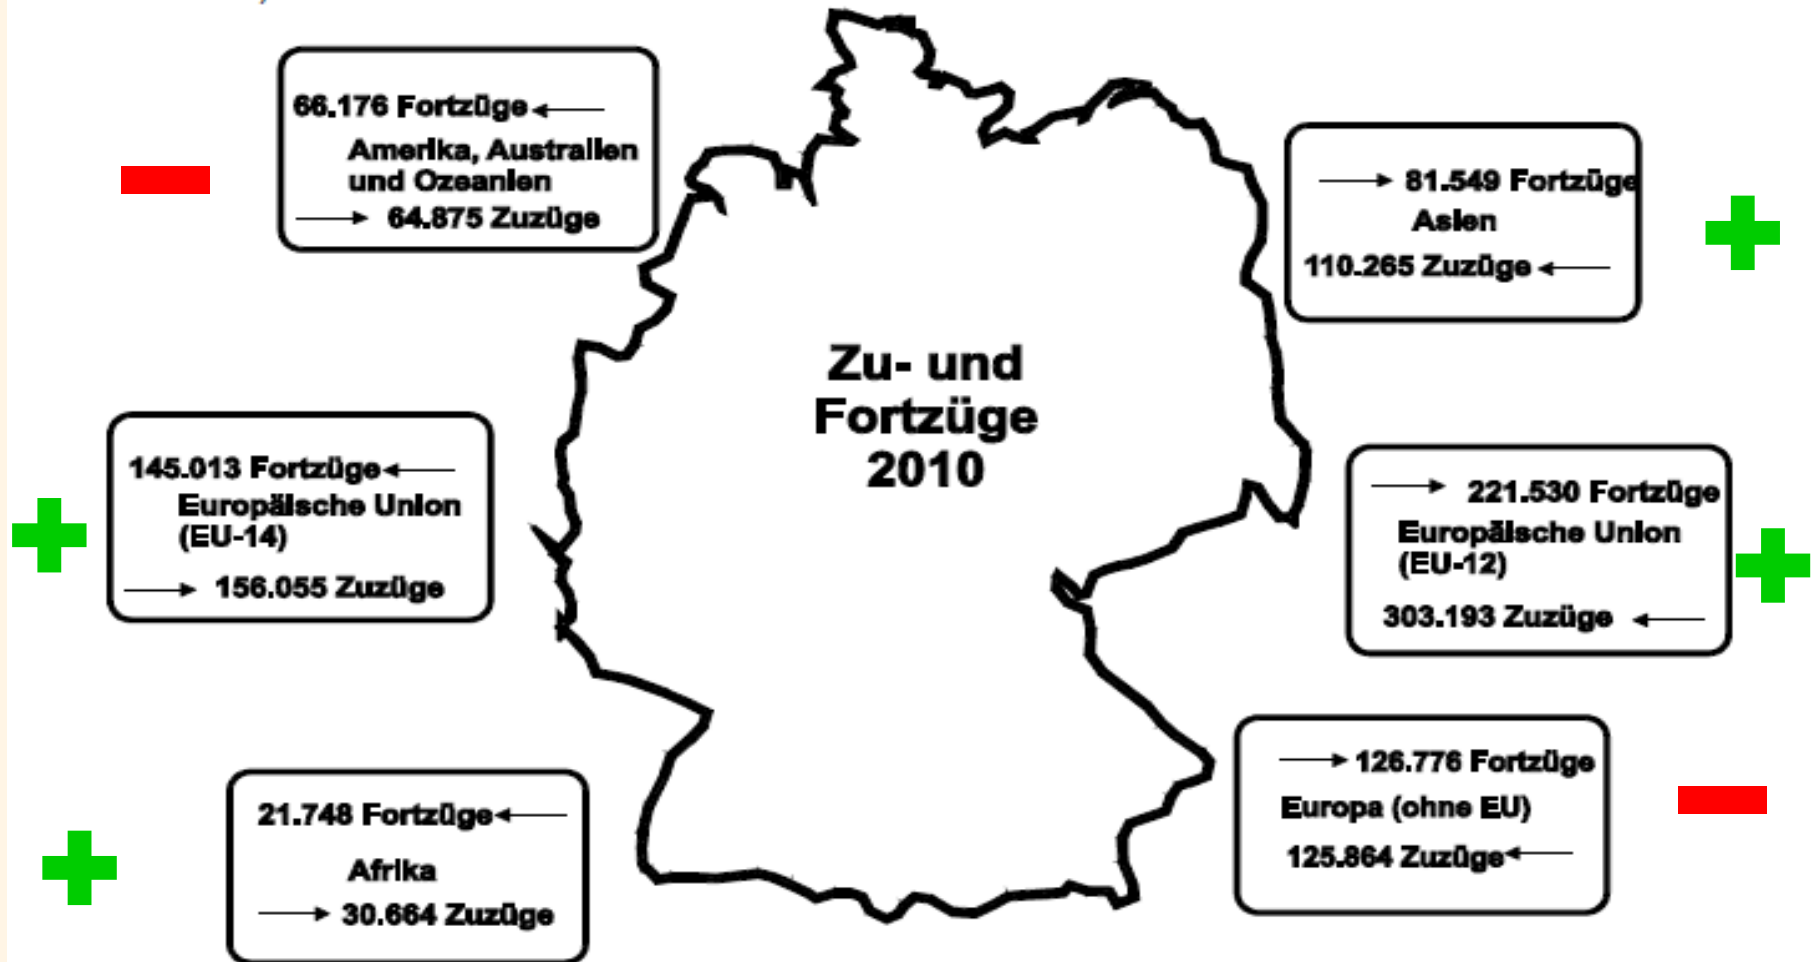 66.176 Fortzüge
Amerika, Australien
und Ozeanien
64.875 Zuzüge
81.549 Fortzüge
Asien
110.265 Zuzüge
Zu- und
Fortzüge
2010
145.013 Fortzüge
Europäische Union
(EU-14)
156.055 Zuzüge
221.530 Fortzüge
Europäische Union
(EU-12)
303.193 Zuzüge
21.748 Fortzüge
Afrika
30.664 Zuzüge
126.776 Fortzüge
Europa (ohne EU)
125.864 Zuzüge